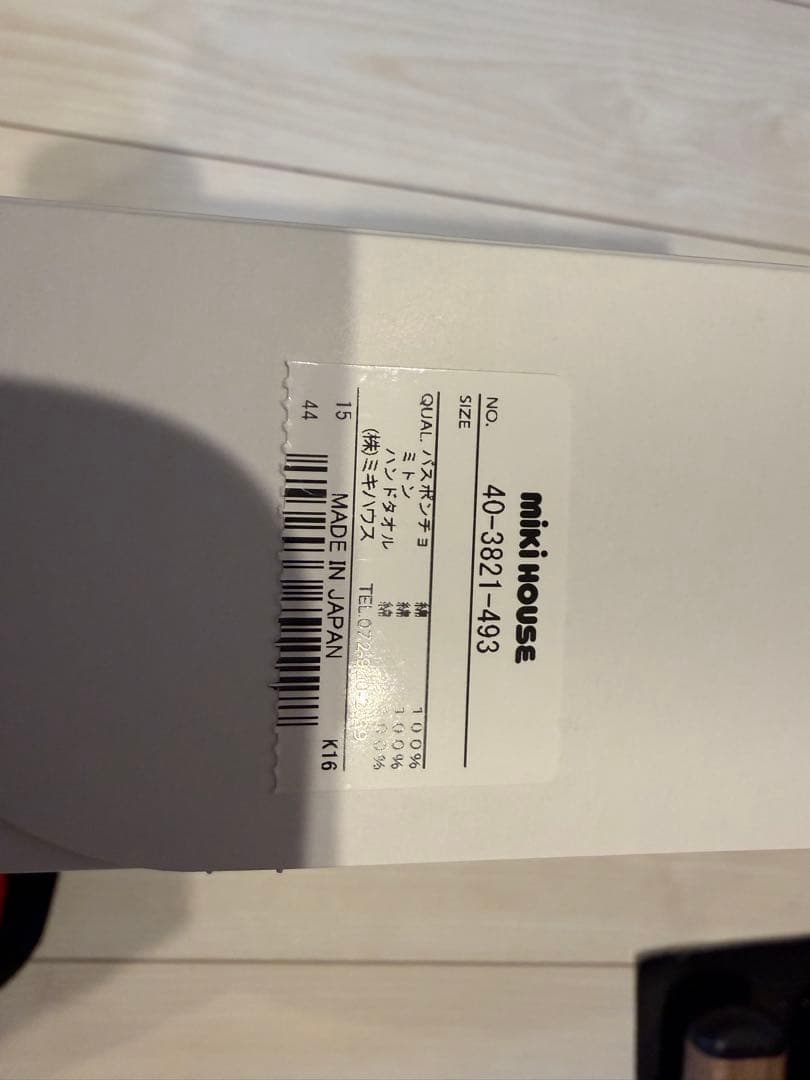 miKi HOUSE
NO. 40-3821-493
SIZE
QUAL. バスポンチョ 綿 100%
ミトン 綿 100%
ハンドタオル 綿 100%
(株)ミキハウス TEL.
15 MADE IN JAPAN K16
44